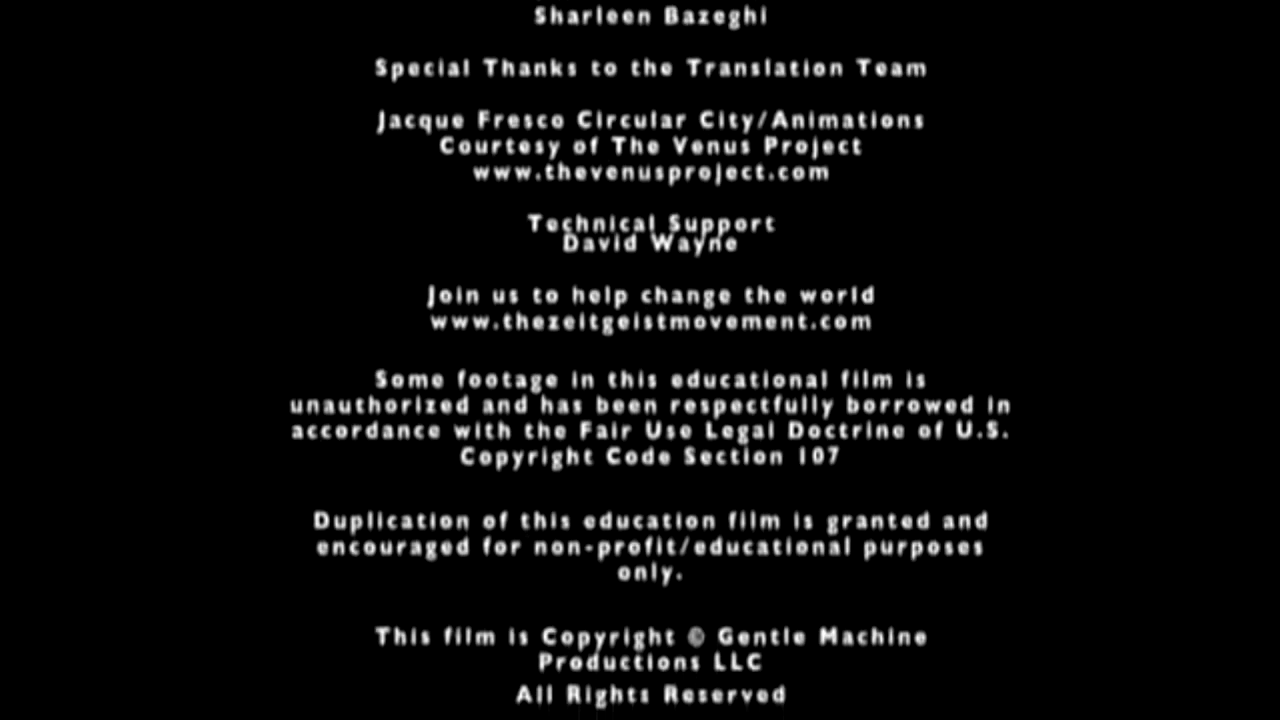 Sharleen Bazeghi
Special Thanks to the Translation Team
Jacque Fresco Circular City/Animations
Courtesy of The Venus Project
www.thevenusproject.com
Technical Support
David Wayne
Join us to help change the world
www.thezeitgeistmovement.com
Some footage in this educational film is
unauthorized and has been respectfully borrowed in
accordance with the Fair Use Legal Doctrine of U.S.
Copyright Code Section 107
Duplication of this education film is granted and
encouraged for non-profit/educational purposes
only.
This film is Copyright © Gentle Machine
Productions LLC
All Rights Reserved